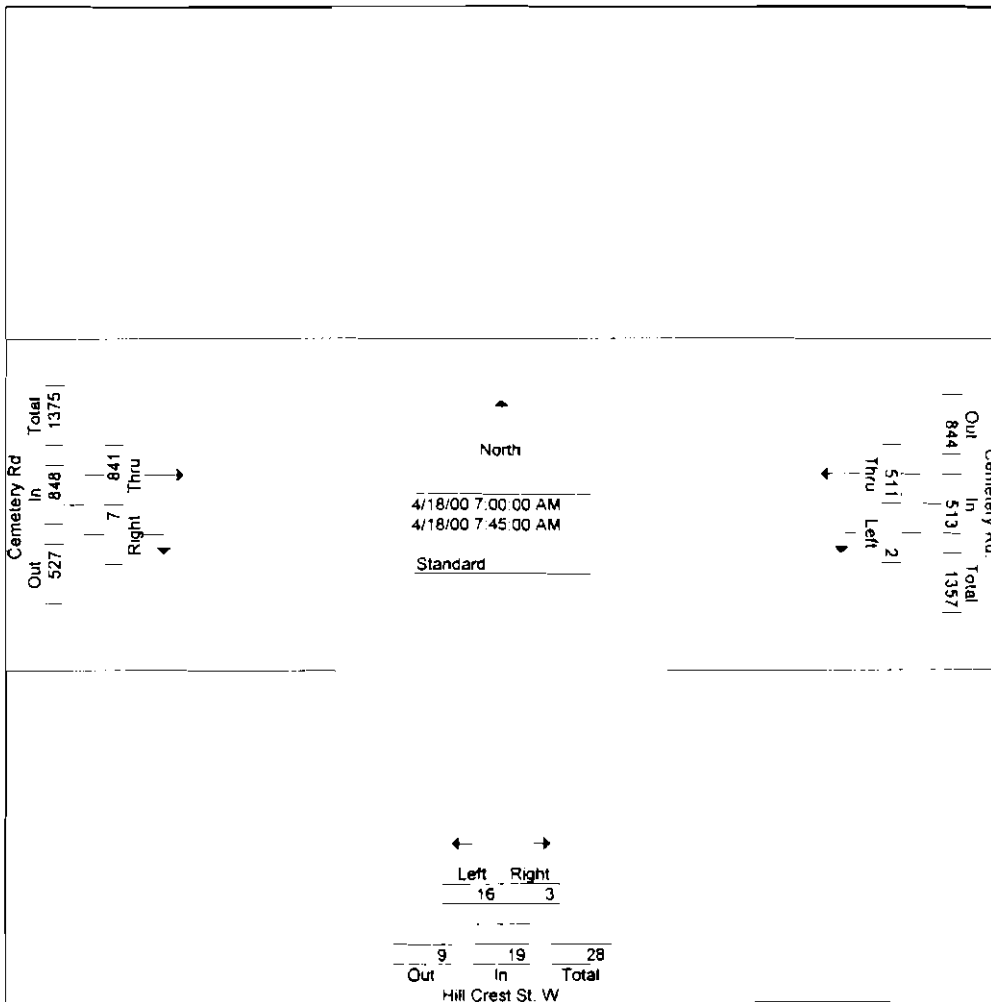 Cemetery Rd
Out In Total
527 848 1375
7 841
Right Thru
North
4/18/00 7:00:00 AM
4/18/00 7:45:00 AM
Standard
Cemetery Rd.
Out In Total
844 513 1357
Thru Left
511 2
Left Right
16 3
9 19 28
Out In Total
Hill Crest St. W